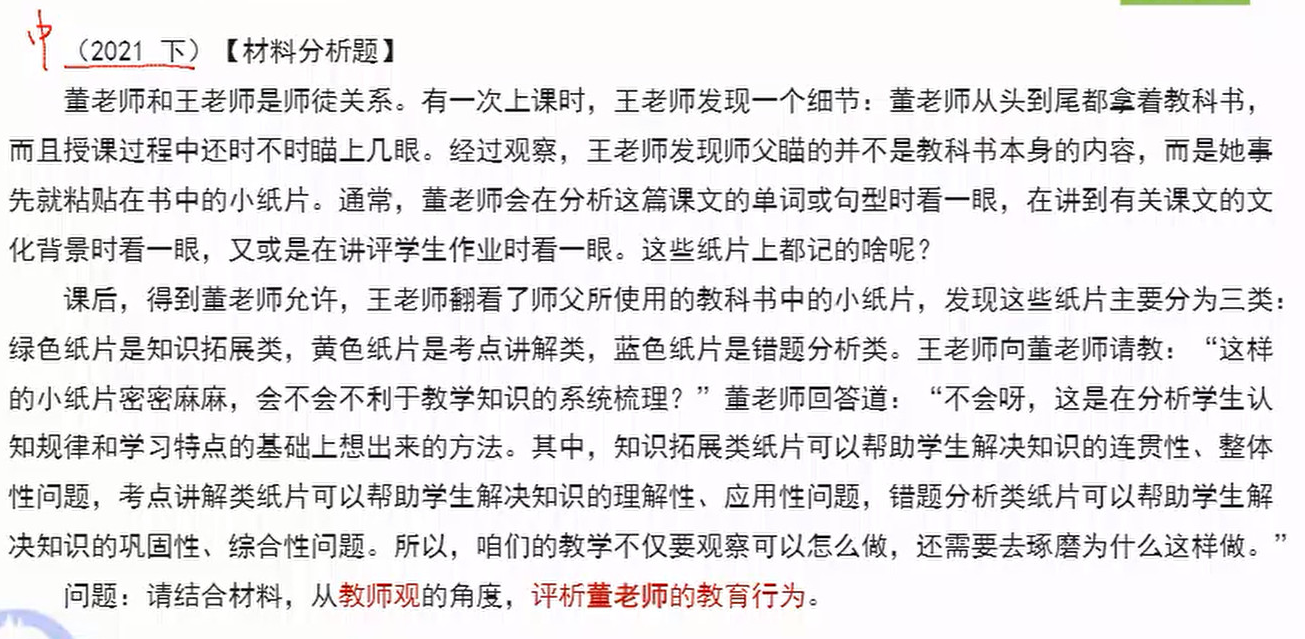 中
（2021 下）【材料分析题】
董老师和王老师是师徒关系。有一次上课时，王老师发现一个细节：董老师从头到尾都拿着教科书，
而且授课过程中还时不时瞄上几眼。经过观察，王老师发现师父瞄的并不是教科书本身的内容，而是她事
先就粘贴在书中的小纸片。通常，董老师会在分析这篇课文的单词或句型时看一眼，在讲到有关课文的文
化背景时看一眼，又或是在讲评学生作业时看一眼。这些纸片上都记的啥呢？
课后，得到董老师允许，王老师翻看了师父所使用的教科书中的小纸片，发现这些纸片主要分为三类：
绿色纸片是知识拓展类，黄色纸片是考点讲解类，蓝色纸片是错题分析类。王老师向董老师请教：“这样
的小纸片密密麻麻，会不会不利于教学知识的系统梳理？”董老师回答道：“不会呀，这是在分析学生认
知规律和学习特点的基础上想出来的方法。其中，知识拓展类纸片可以帮助学生解决知识的连贯性、整体
性问题，考点讲解类纸片可以帮助学生解决知识的理解性、应用性问题，错题分析类纸片可以帮助学生解
决知识的巩固性、综合性问题。所以，咱们的教学不仅要观察可以怎么做，还需要去琢磨为什么这样做。”
问题：请结合材料，从教师观的角度，评析董老师的教育行为。